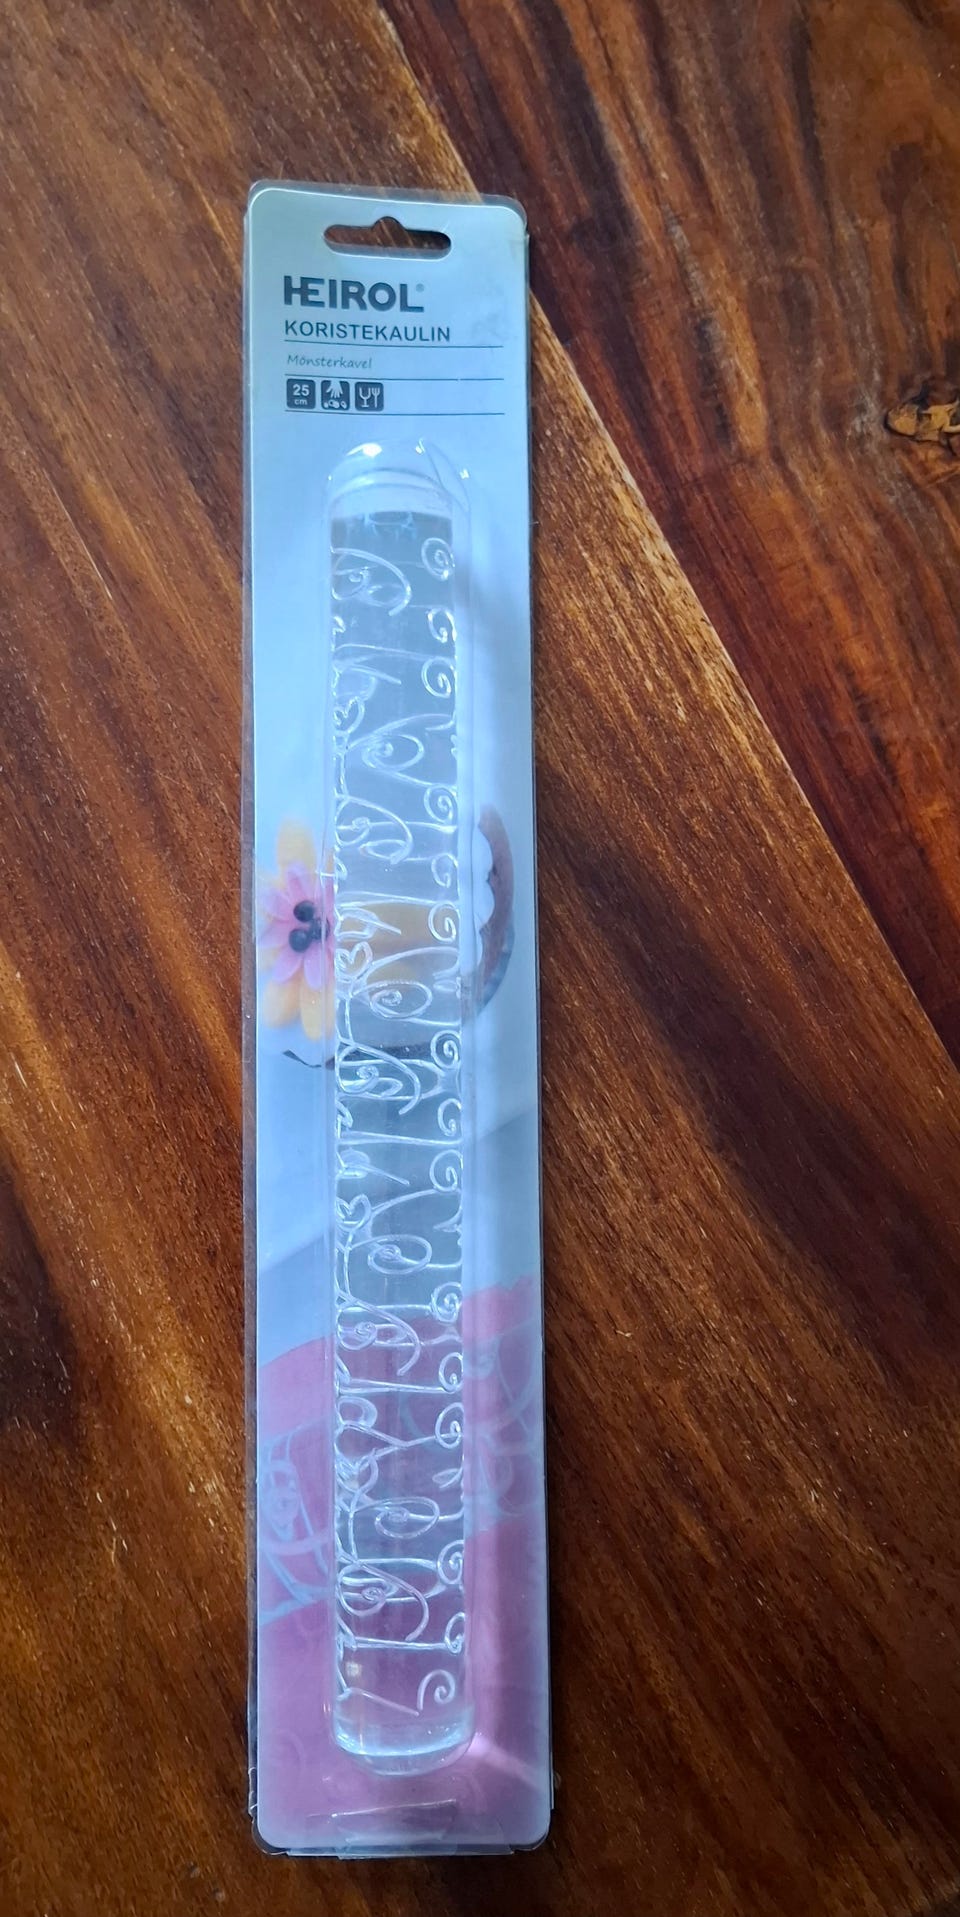 HEIROL®
KORISTEKAULIN
Mönsterkavel
25
cm